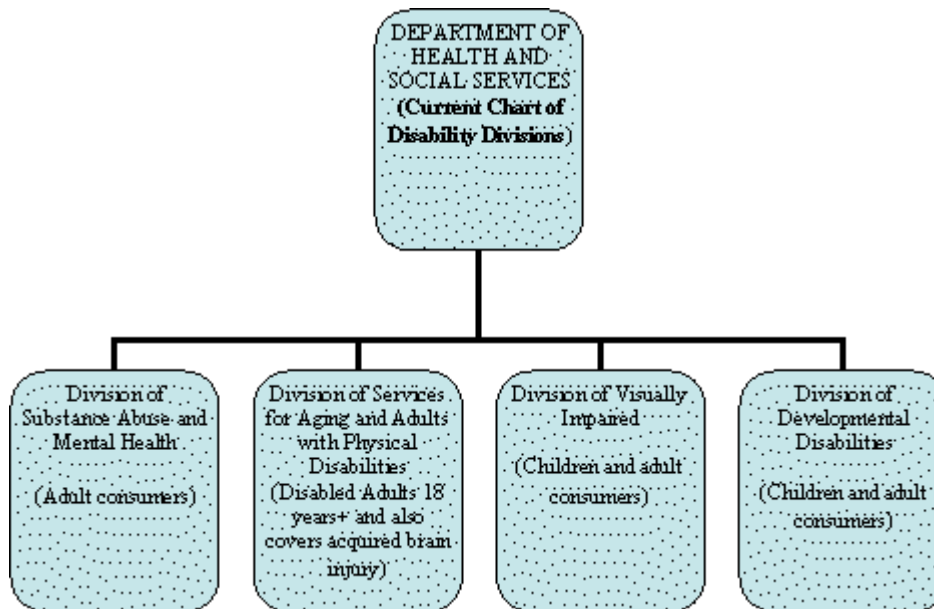 DEPARTMENT OF
HEALTH AND
SOCIAL SERVICES
(Current Chart of
Disability Divisions)
Division of
Substance Abuse and
Mental Health
(Adult consumers)
Division of Services
for Aging and Adults
with Physical
Disabilities
(Disabled Adults 18
years+ and also
covers acquired brain
injury)
Division of Visually
Impaired
(Children and adult
consumers)
Division of
Developmental
Disabilities
(Children and adult
consumers)